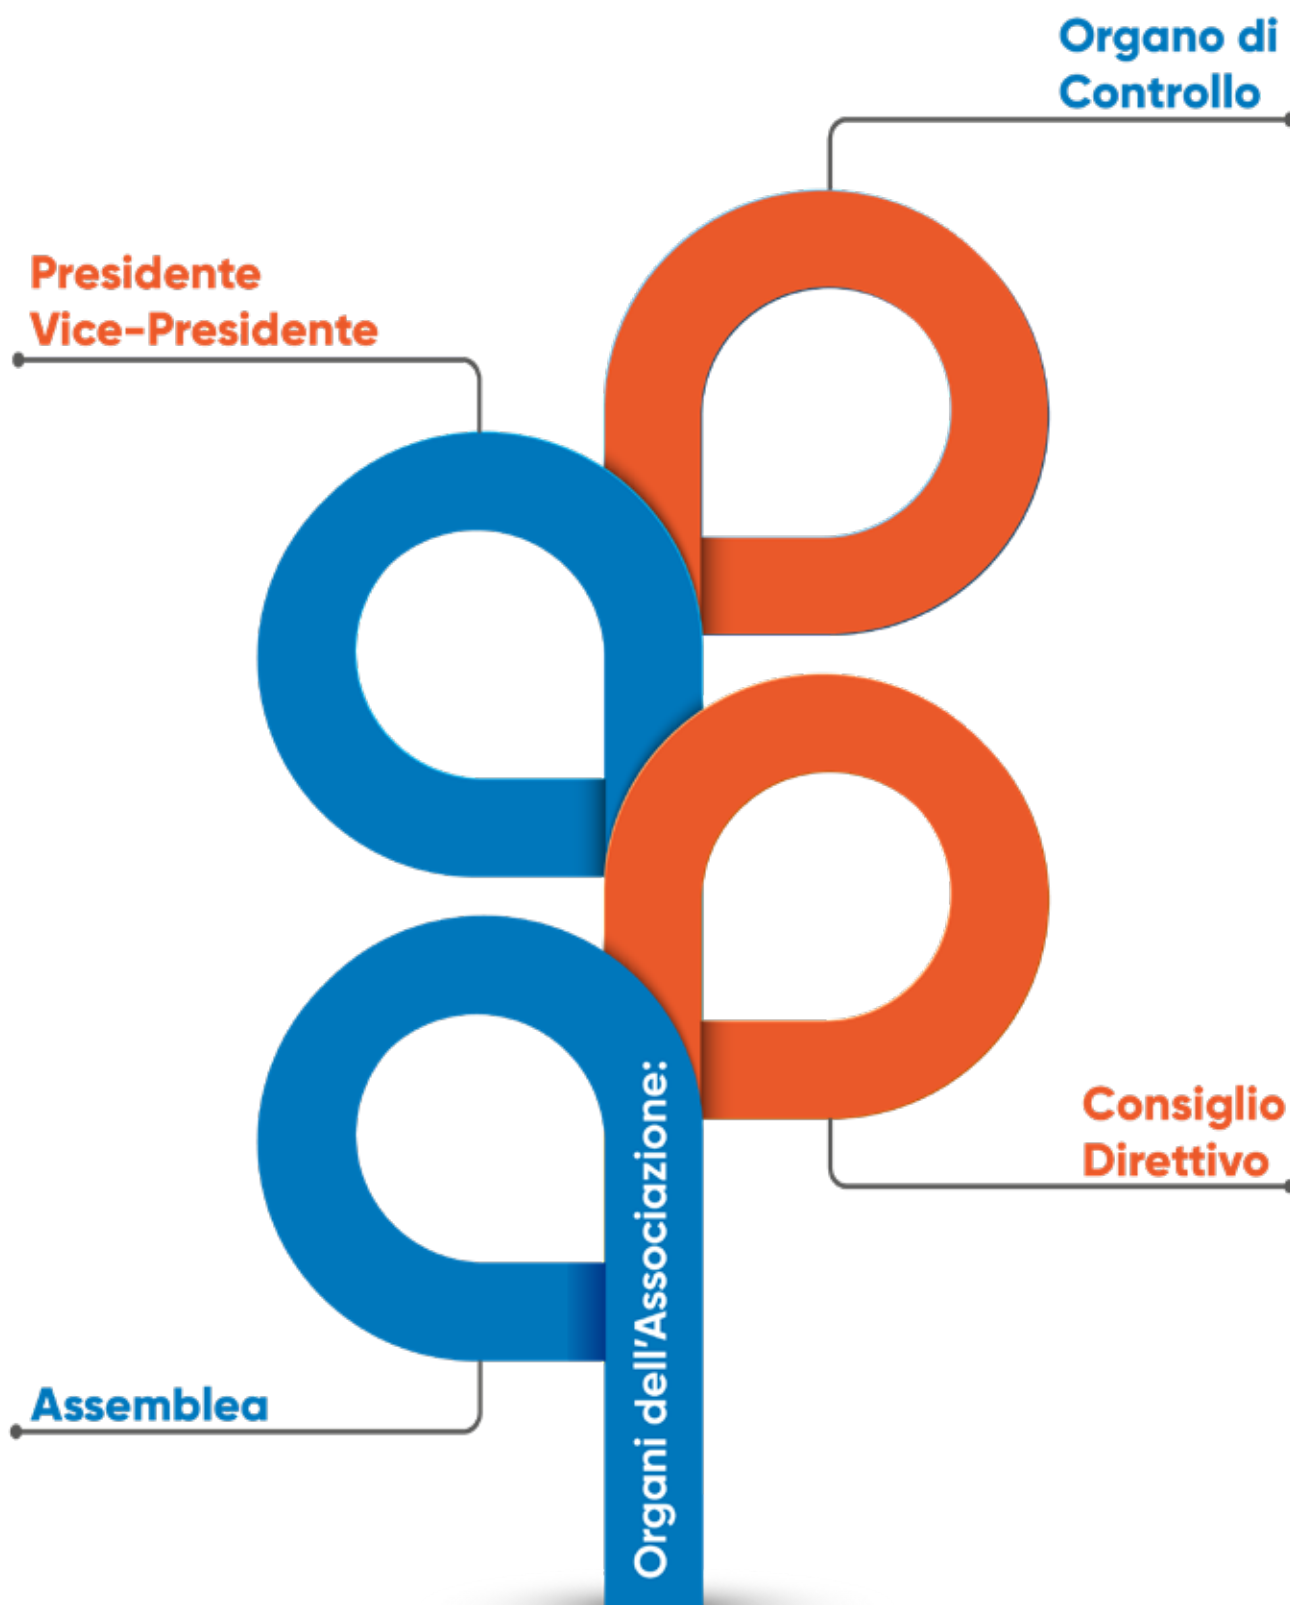 Organo di
Controllo
Presidente
Vice-Presidente
Organi dell'Associazione:
Consiglio
Direttivo
Assemblea